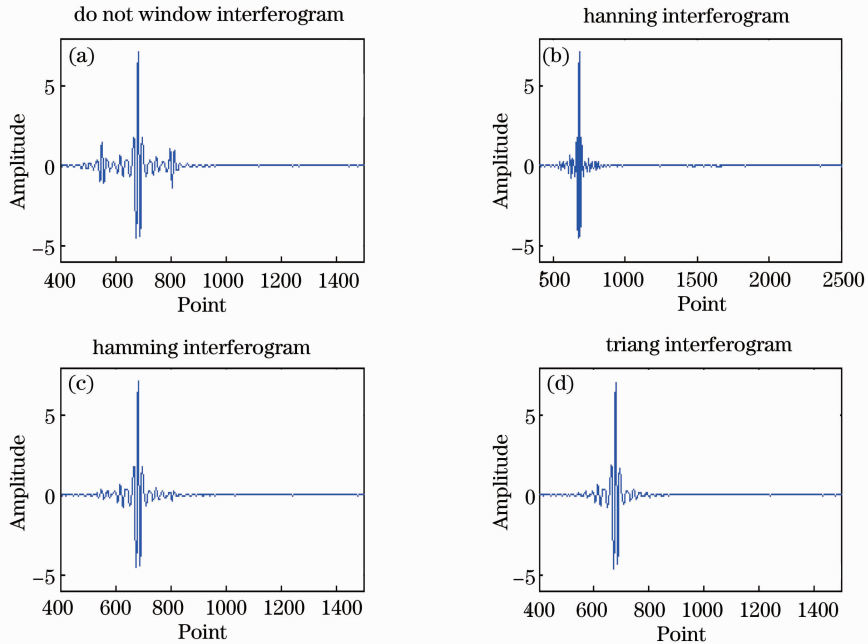 do not window interferogram
(a)
5
0
−5
Amplitude
400 600 800 1000 1200 1400
Point
hanning interferogram
(b)
5
0
−5
Amplitude
500 1000 1500 2000 2500
Point
hamming interferogram
(c)
5
0
−5
Amplitude
400 600 800 1000 1200 1400
Point
triang interferogram
(d)
5
0
−5
Amplitude
400 600 800 1000 1200 1400
Point